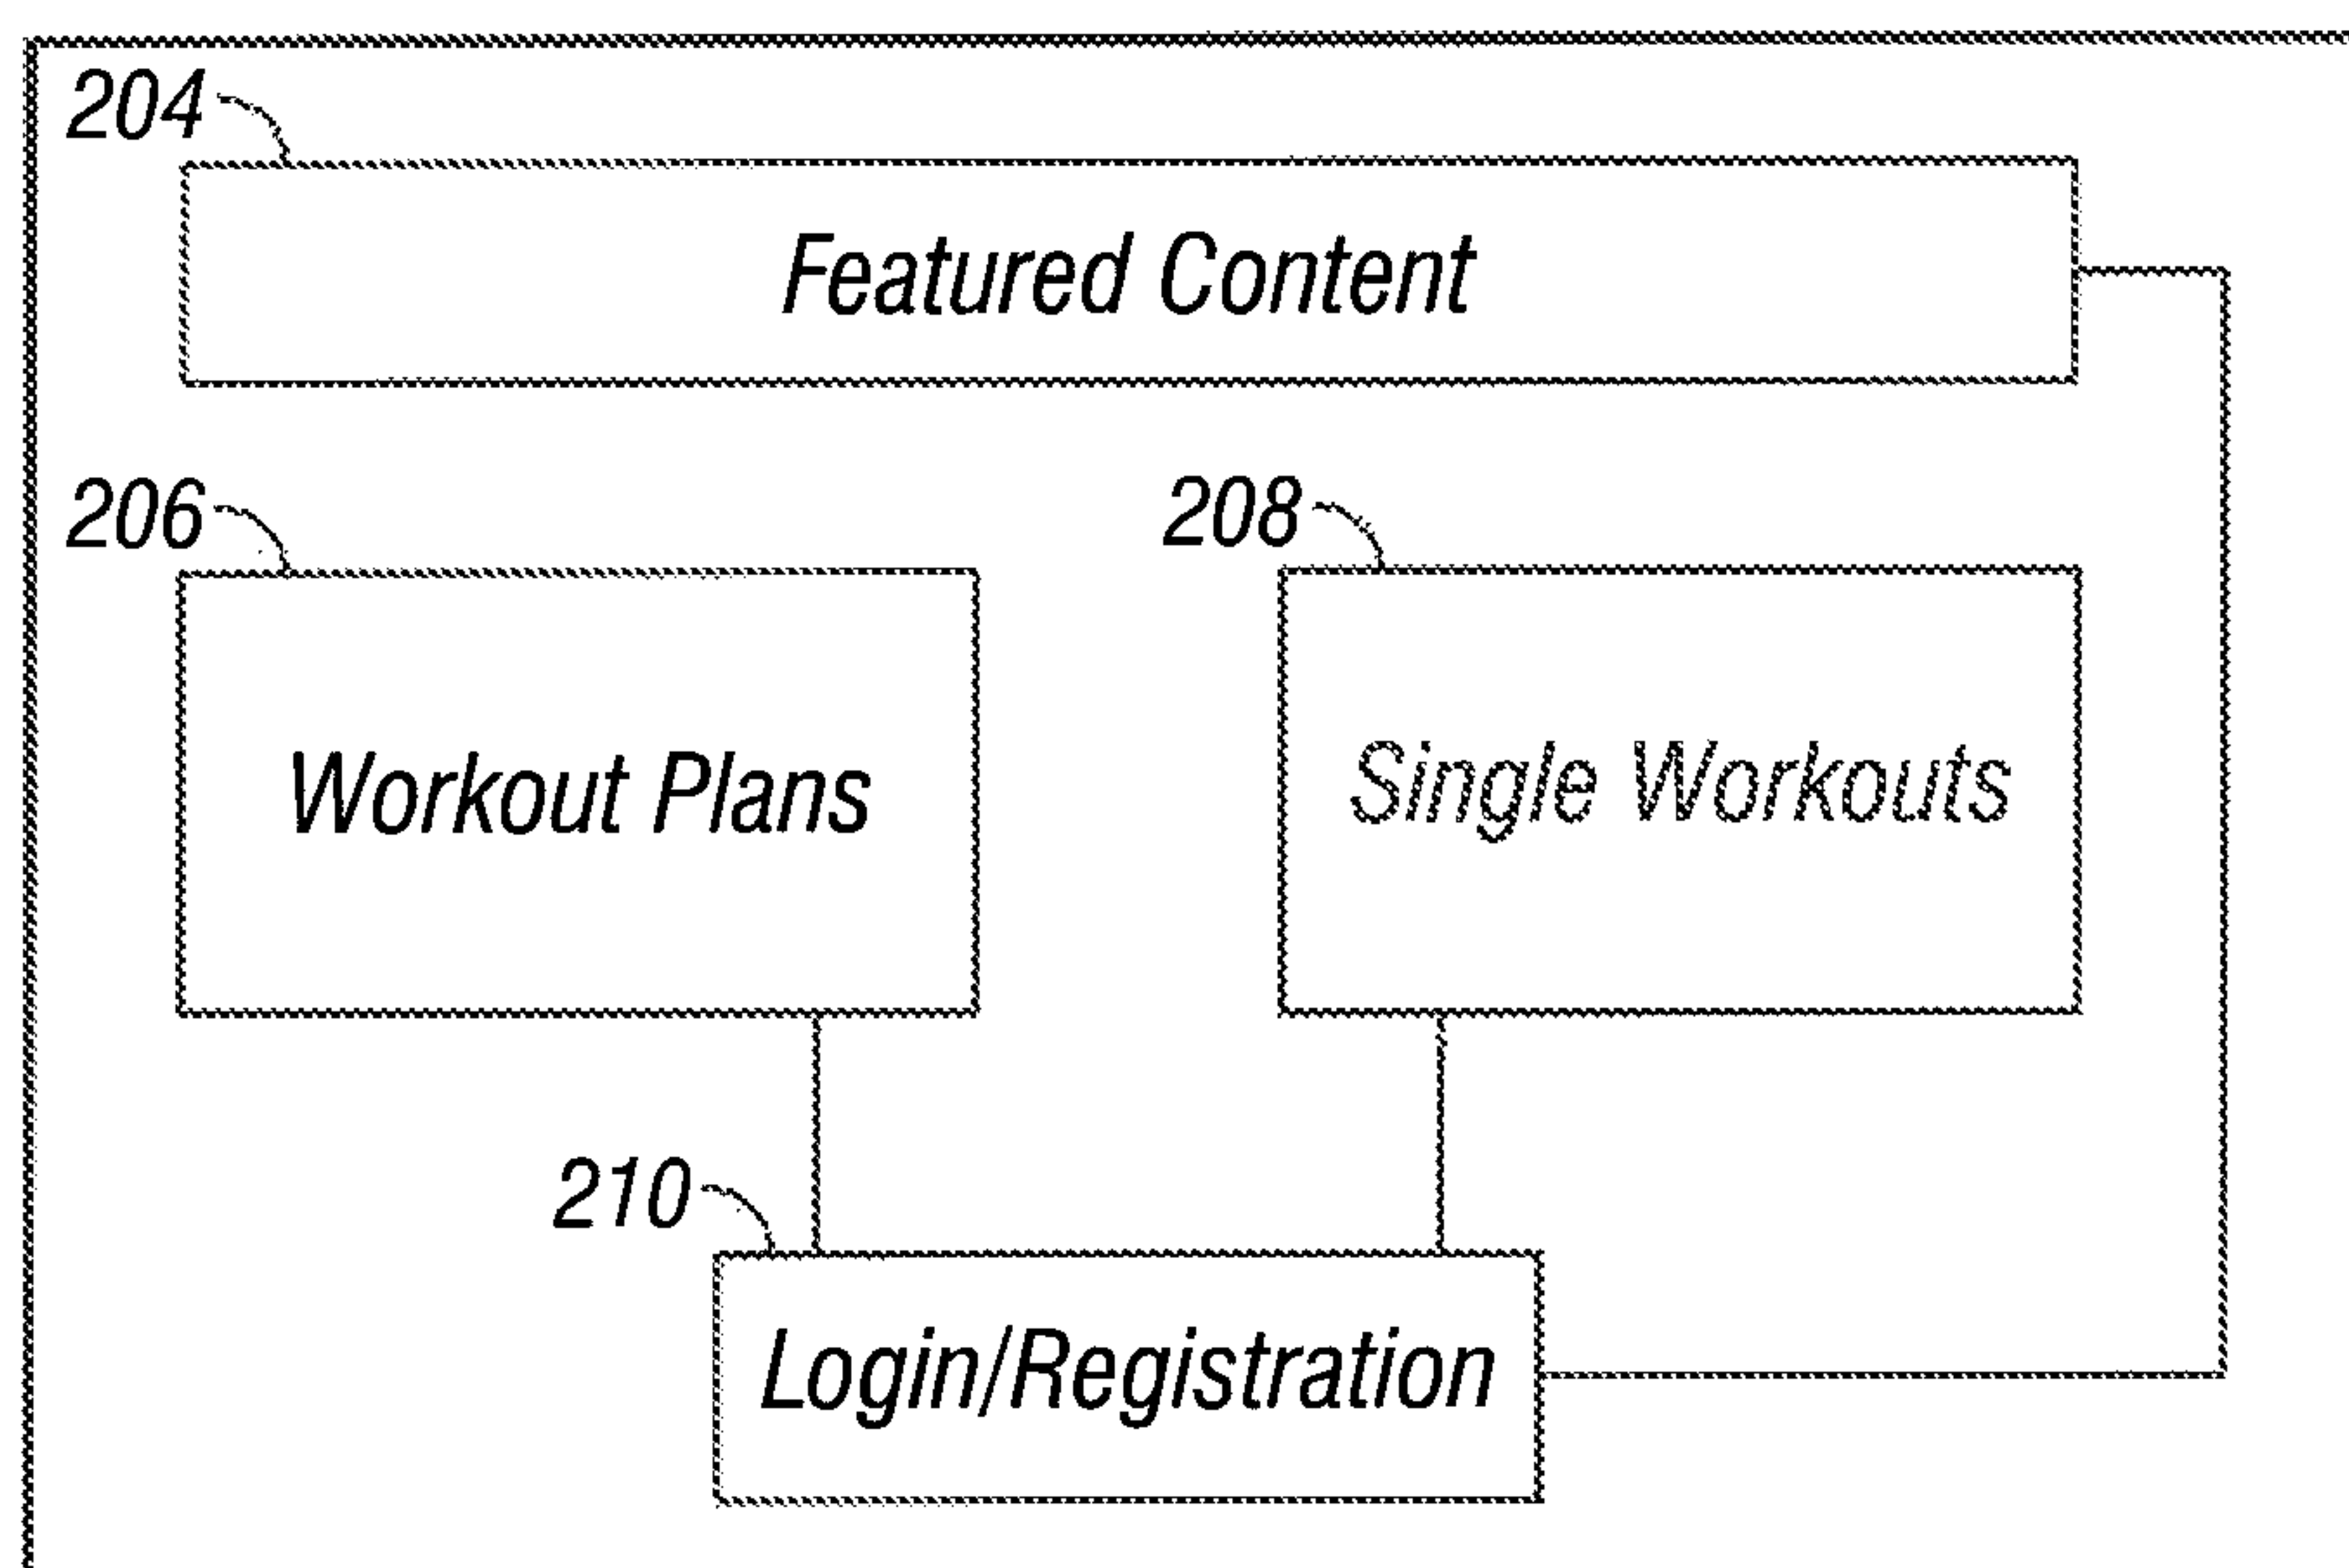 204
Featured Content
206
208
Workout Plans
Single Workouts
210
Login/Registration